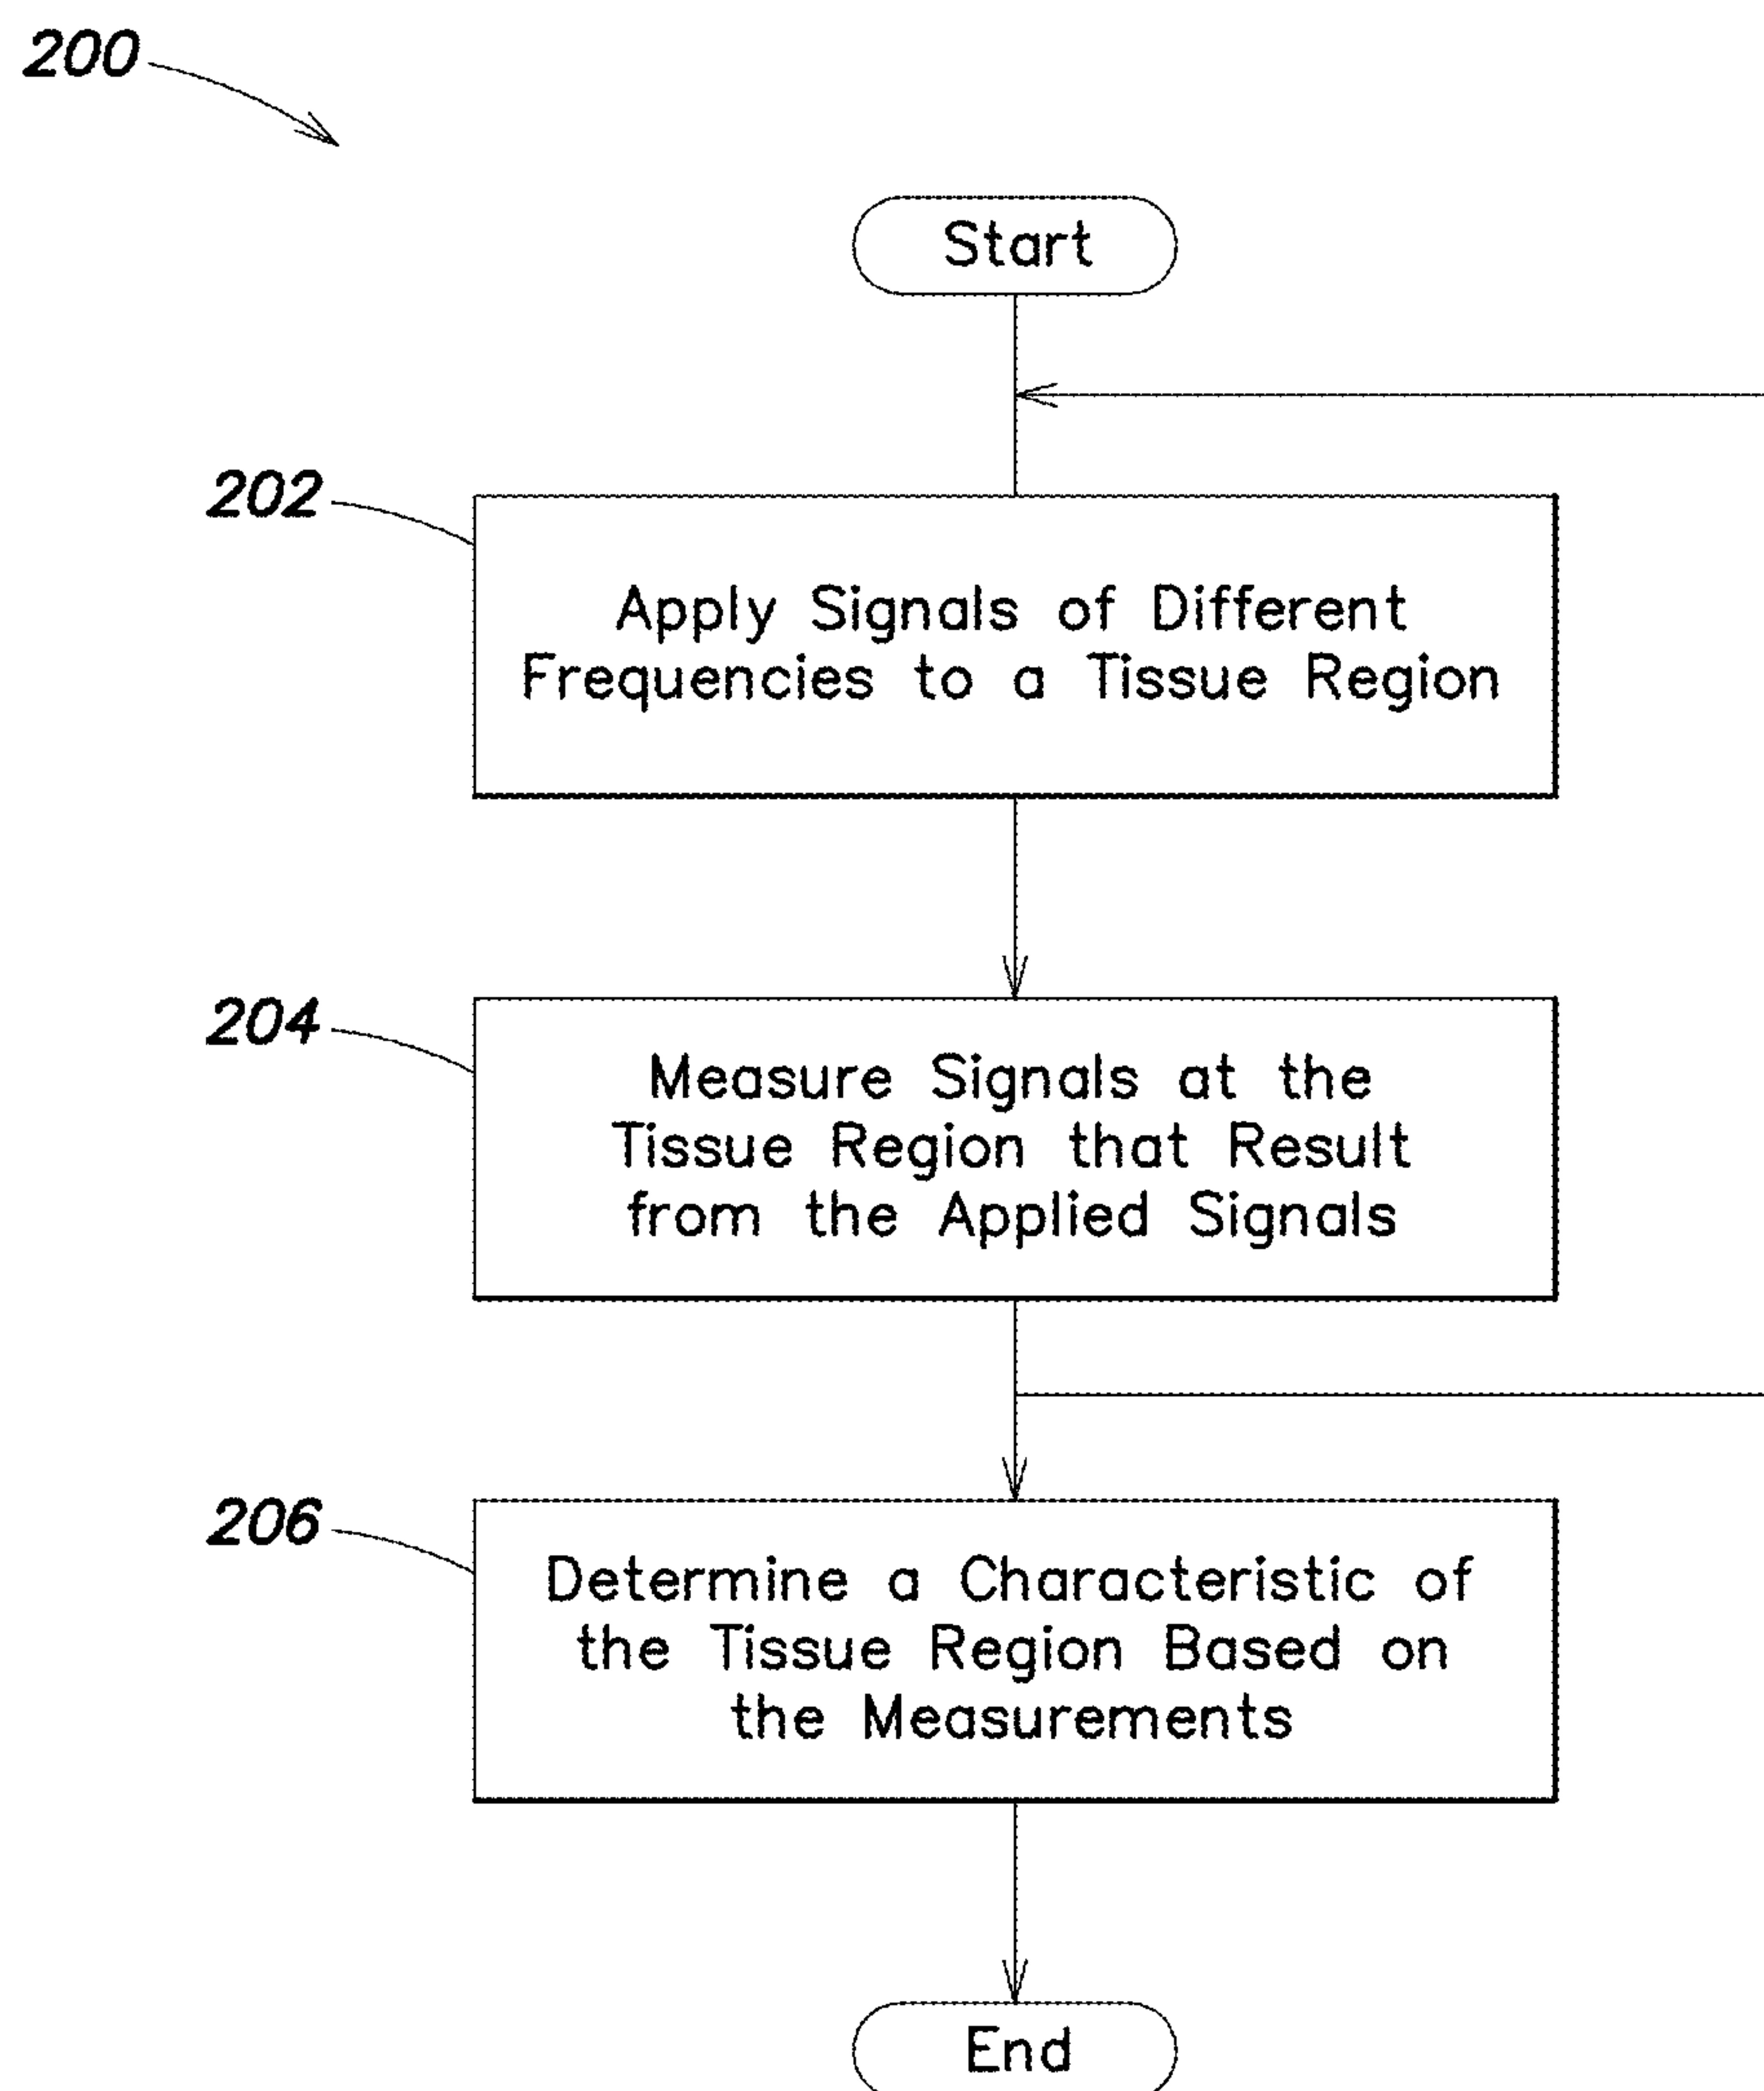 200
Start
202
Apply Signals of Different
Frequencies to a Tissue Region
204
Measure Signals at the
Tissue Region that Result
from the Applied Signals
206
Determine a Characteristic of
the Tissue Region Based on
the Measurements
End